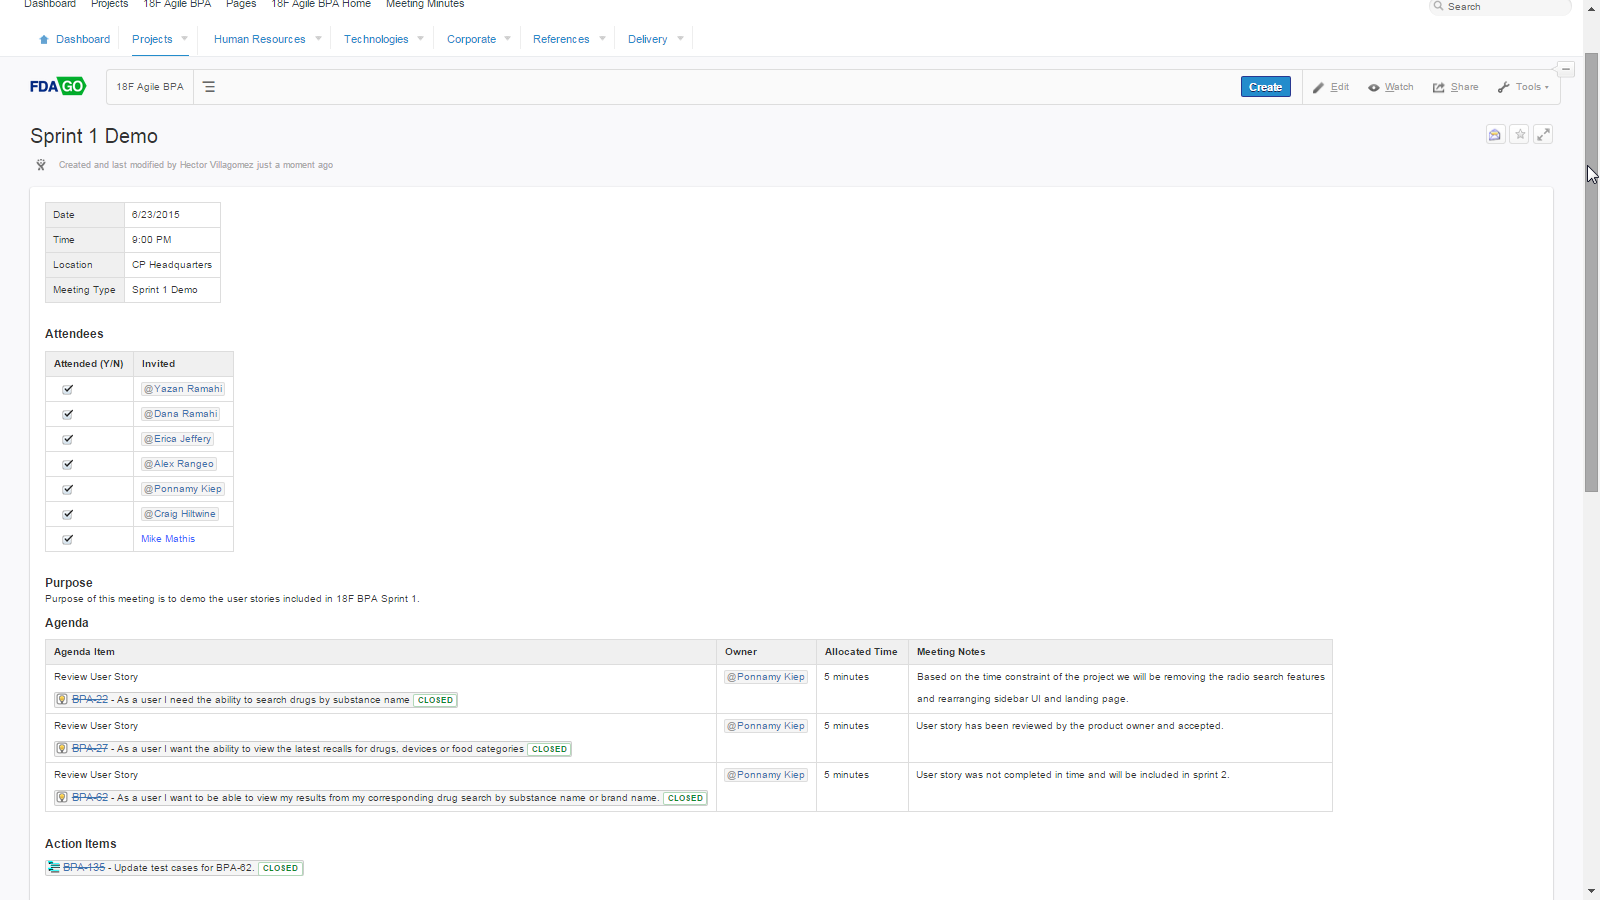 Dashboard Projects 18F Agile BPA Pages 18F Agile BPA Home Meeting Minutes
Search
Dashboard Projects Human Resources Technologies Corporate References Delivery
FDA GO 18F Agile BPA Create Edit Watch Share Tools
Sprint 1 Demo
Created and last modified by Hector Villagomez just a moment ago
Date 6/23/2015
Time 9:00 PM
Location CP Headquarters
Meeting Type Sprint 1 Demo
Attendees
Attended (Y/N) Invited
@Yazan Ramahi
@Dana Ramahi
@Erica Jeffery
@Alex Rangeo
@Ponnamy Kiep
@Craig Hiltwine
Mike Mathis
Purpose
Purpose of this meeting is to demo the user stories included in 18F BPA Sprint 1.
Agenda
Agenda Item Owner Allocated Time Meeting Notes
Review User Story @Ponnamy Kiep 5 minutes Based on the time constraint of the project we will be removing the radio search features
BPA-22 - As a user I need the ability to search drugs by substance name CLOSED and rearranging sidebar UI and landing page.
Review User Story @Ponnamy Kiep 5 minutes User story has been reviewed by the product owner and accepted.
BPA-27 - As a user I want the ability to view the latest recalls for drugs, devices or food categories CLOSED
Review User Story @Ponnamy Kiep 5 minutes User story was not completed in time and will be included in sprint 2.
BPA-62 - As a user I want to be able to view my results from my corresponding drug search by substance name or brand name. CLOSED
Action Items
BPA-135 - Update test cases for BPA-62. CLOSED